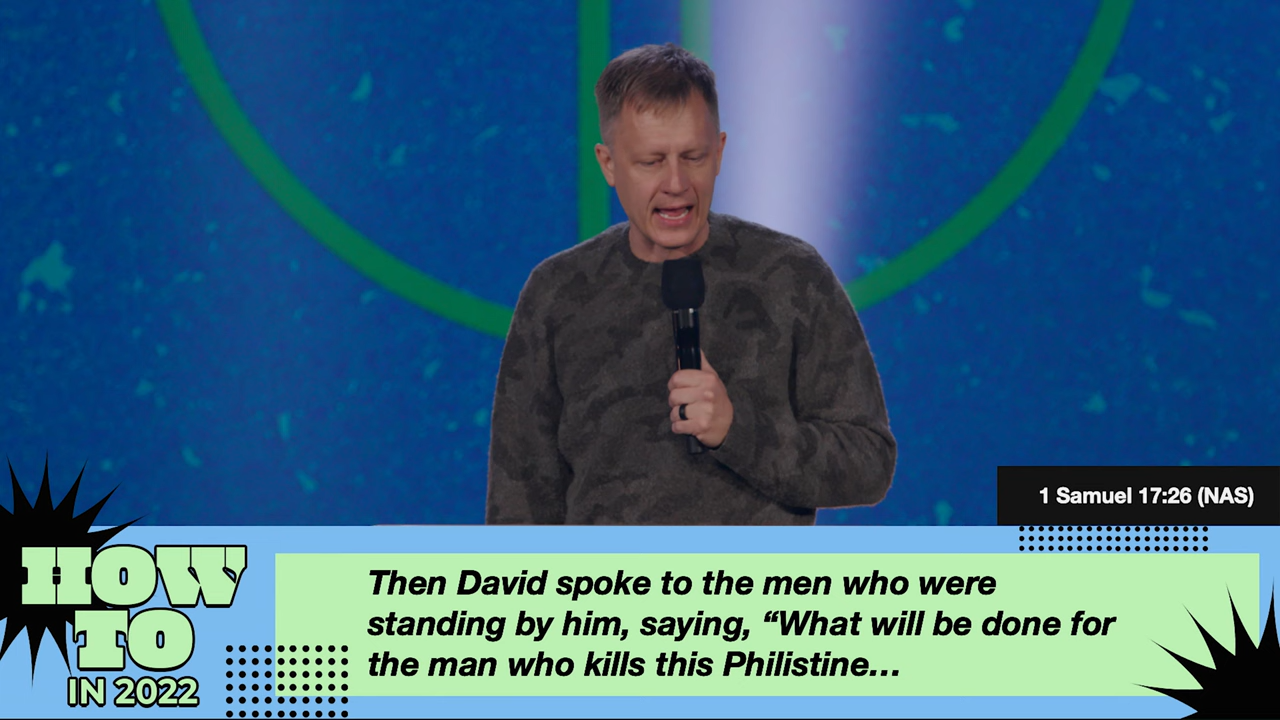 1 Samuel 17:26 (NAS)
HOW
TO
IN 2022
Then David spoke to the men who were
standing by him, saying, “What will be done for
the man who kills this Philistine...